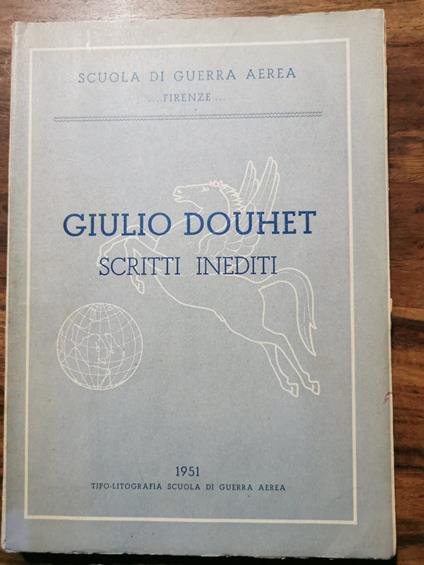 SCUOLA DI GUERRA AEREA
....FIRENZE...
GIULIO DOUHET
SCRITTI INEDITI
1951
TIPO-LITOGRAFIA SCUOLA DI GUERRA AEREA